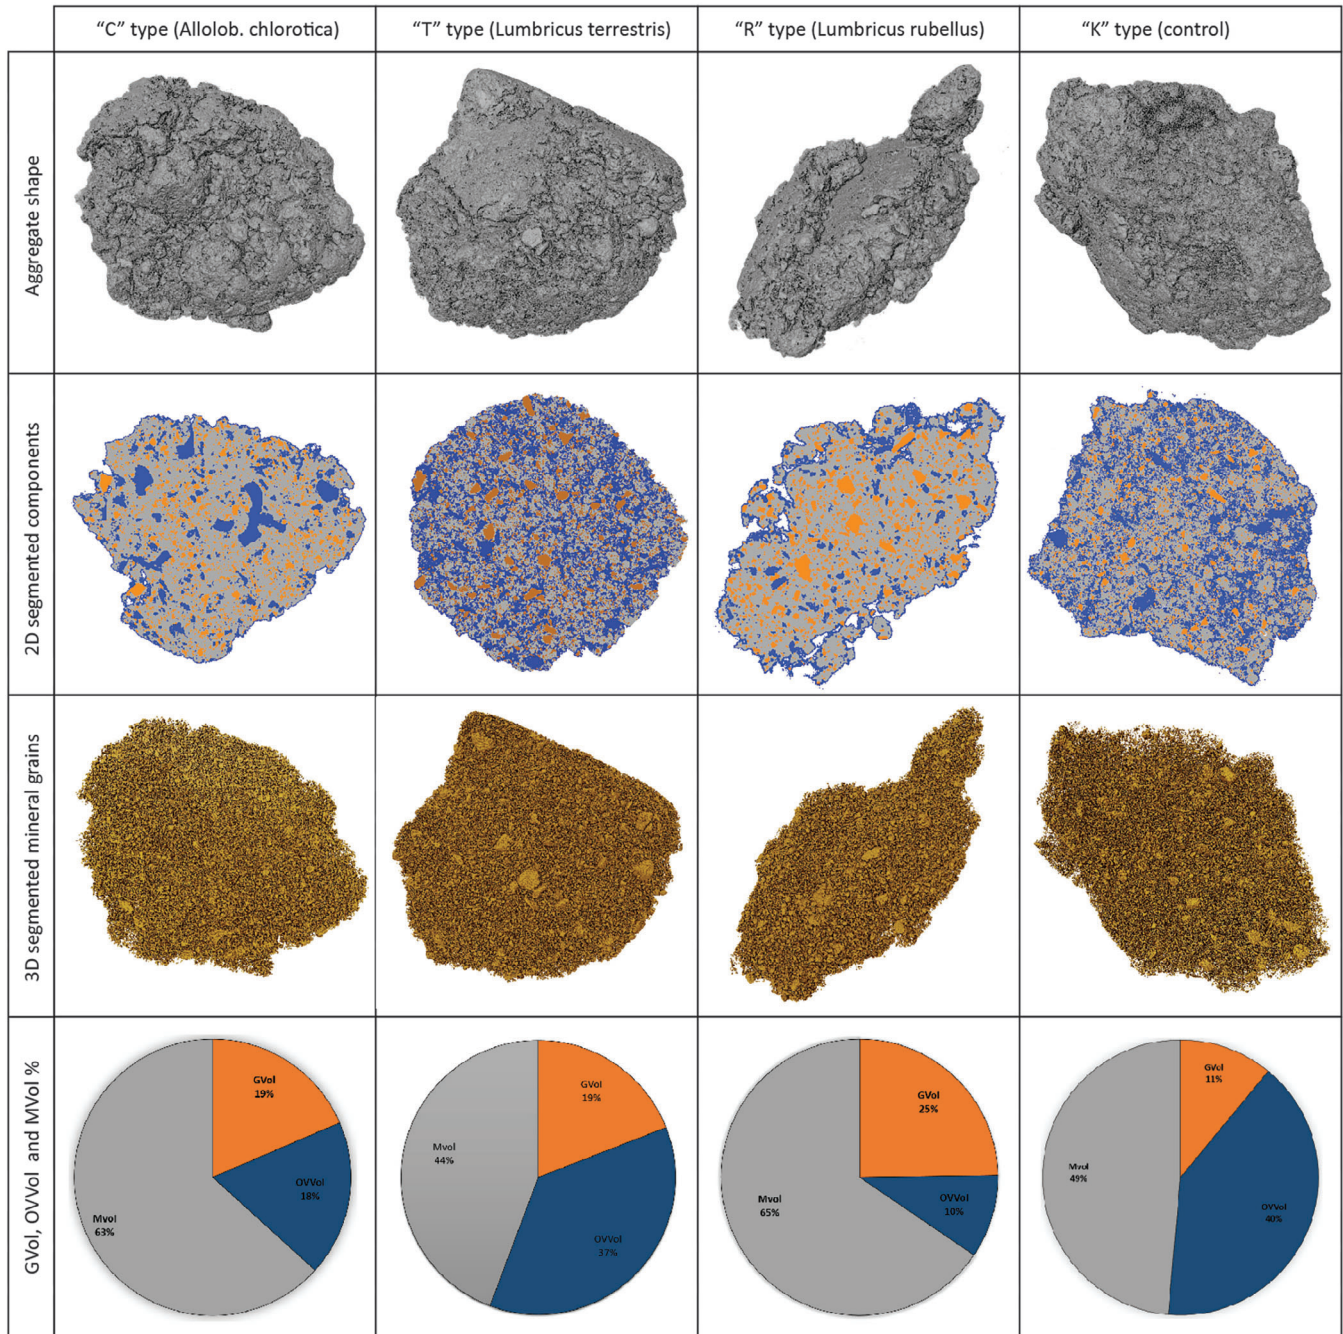 “C” type (Allolob. chlorotica)
“T” type (Lumbricus terrestris)
“R” type (Lumbricus rubellus)
“K” type (control)
Aggregate shape
2D segmented components
3D segmented mineral grains
GVol, OVVol and MVol %
GVol
19%
OVVol
18%
Mvol
63%
GVol
19%
Mvol
44%
OVVol
37%
GVol
25%
OVVol
10%
Mvol
65%
GVol
11%
Mvol
49%
OVVol
40%